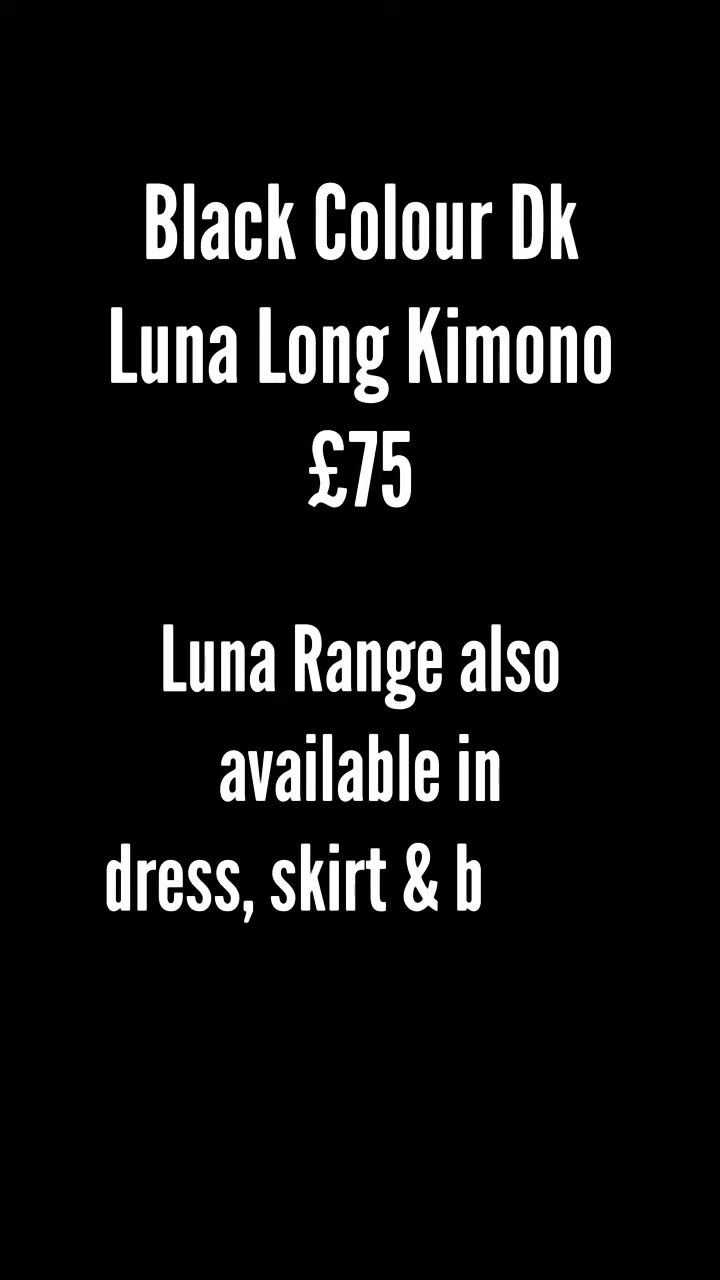 Black Colour Dk
Luna Long Kimono
£75
Luna Range also
available in
dress, skirt & b